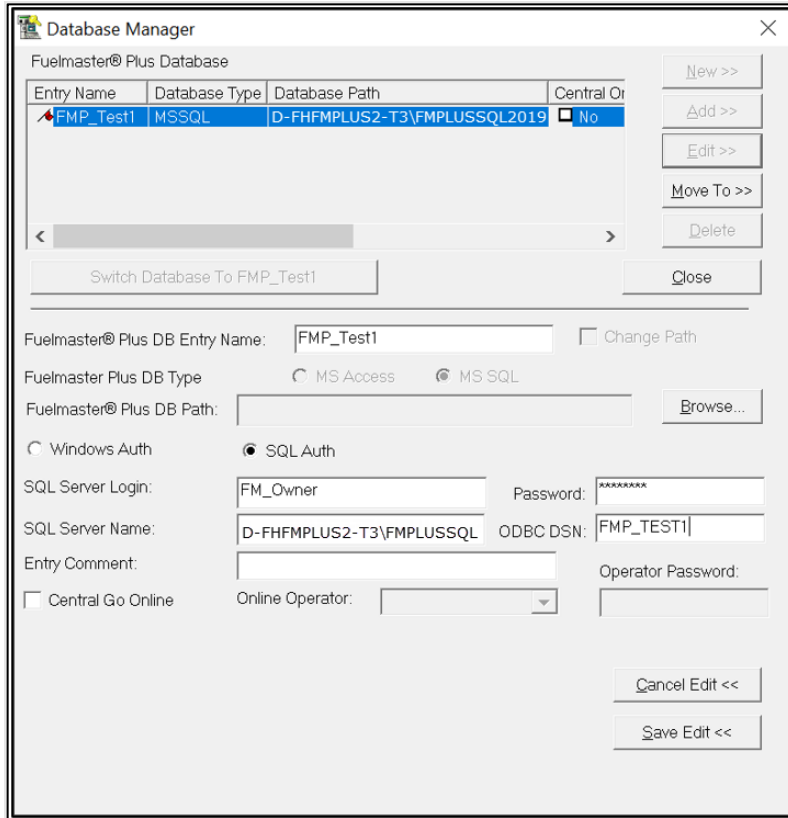 Database Manager
Fuelmaster® Plus Database
New >>
Entry Name Database Type Database Path Central Or
FMP_Test1 MSSQL D-FHFMPLUS2-T3\FMPLUSSQL2019 No
Add >>
Edit >>
Move To >>
Delete
Switch Database To FMP_Test1
Close
Fuelmaster® Plus DB Entry Name: FMP_Test1 Change Path
Fuelmaster Plus DB Type MS Access MS SQL
Fuelmaster® Plus DB Path: Browse...
Windows Auth SQL Auth
SQL Server Login: FM_Owner Password: ********
SQL Server Name: D-FHFMPLUS2-T3\FMPLUSSQL ODBC DSN: FMP_TEST1
Entry Comment: Operator Password:
Central Go Online Online Operator:
Cancel Edit <<
Save Edit <<